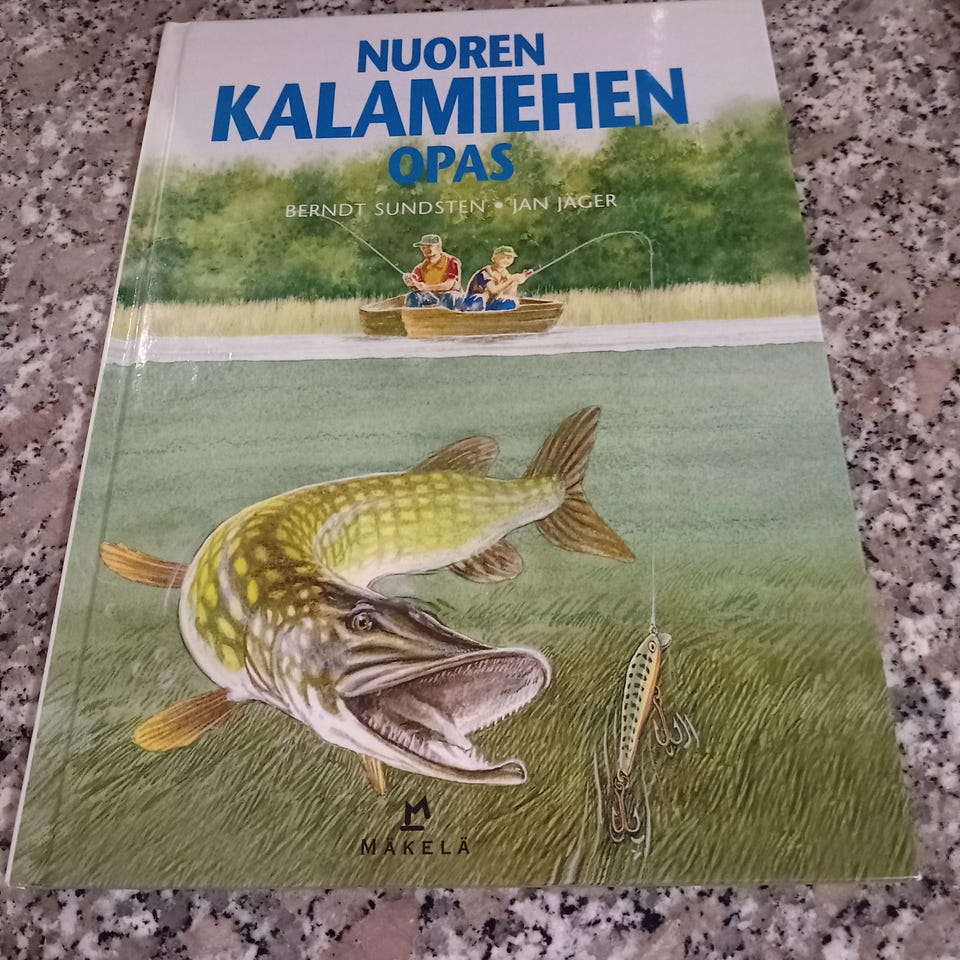 NUOREN
KALAMIEHEN
OPAS
BERNDT SUNDSTEN • JAN JÄGER
M
MÄKELÄ